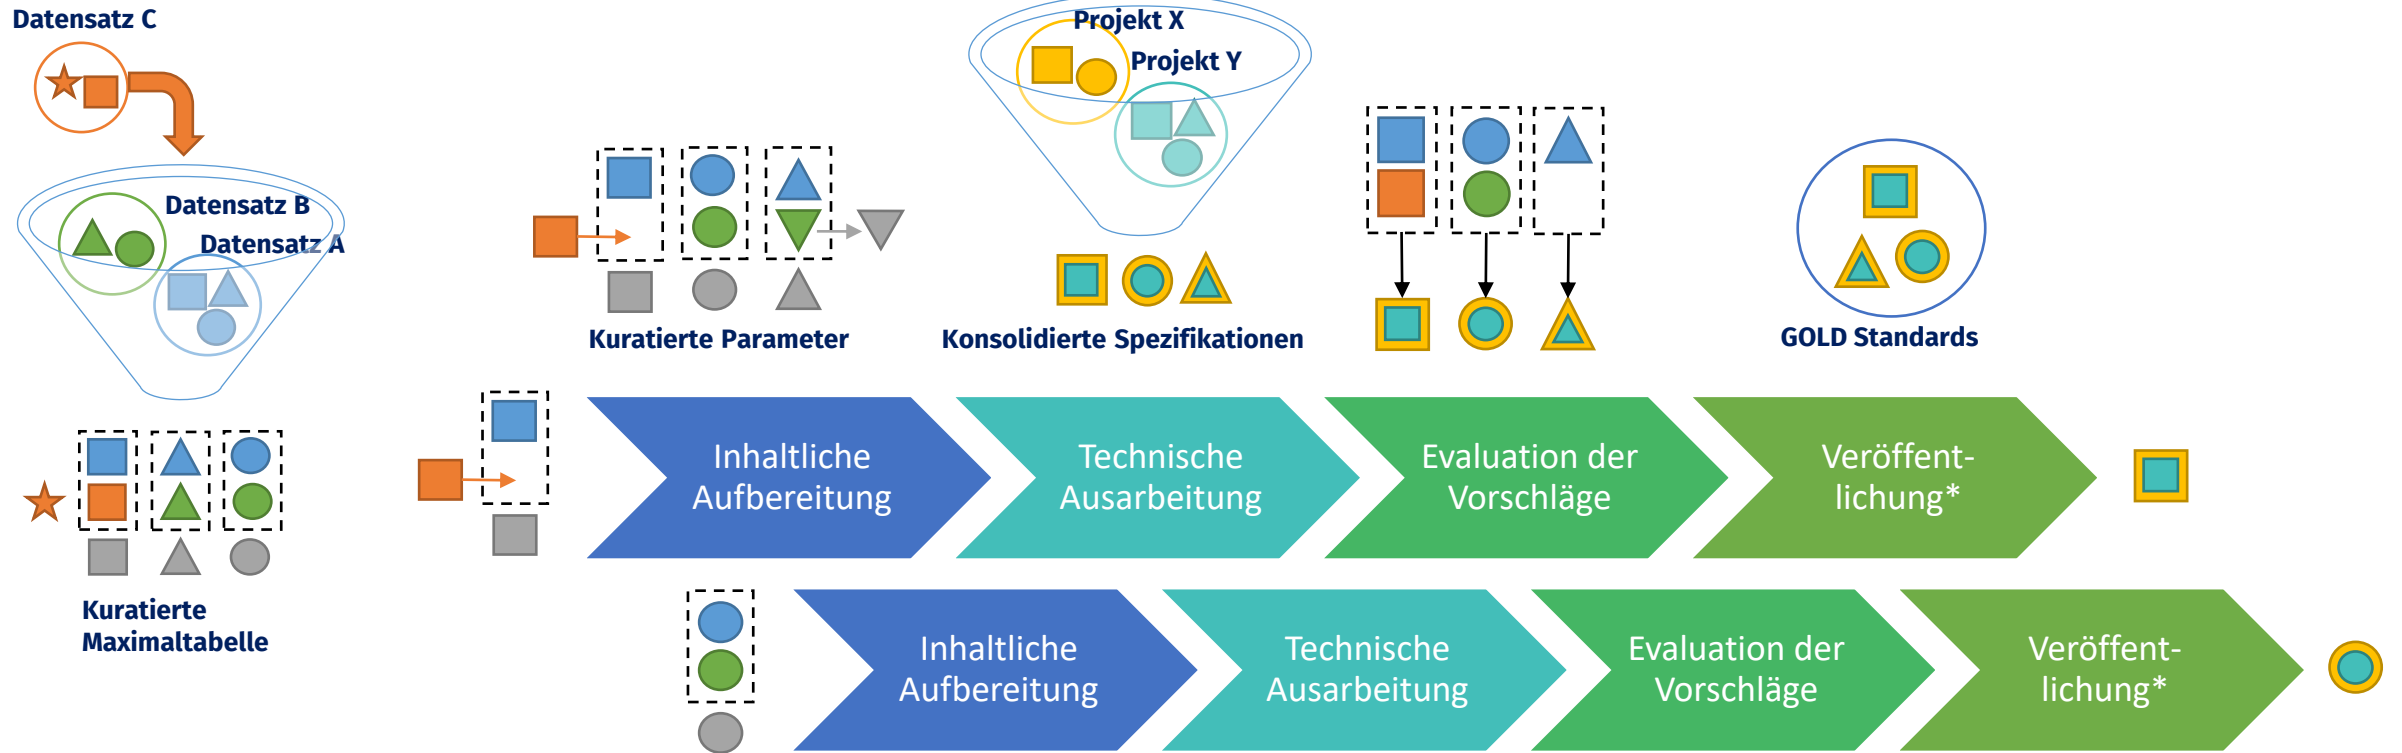 Datensatz C
Datensatz B
Datensatz A
Kuratierte
Maximaltabelle
Kuratierte Parameter
Projekt X
Projekt Y
Konsolidierte Spezifikationen
GOLD Standards
Inhaltliche
Aufbereitung
Technische
Ausarbeitung
Evaluation der
Vorschläge
Veröffent-
lichung*
Inhaltliche
Aufbereitung
Technische
Ausarbeitung
Evaluation der
Vorschläge
Veröffent-
lichung*